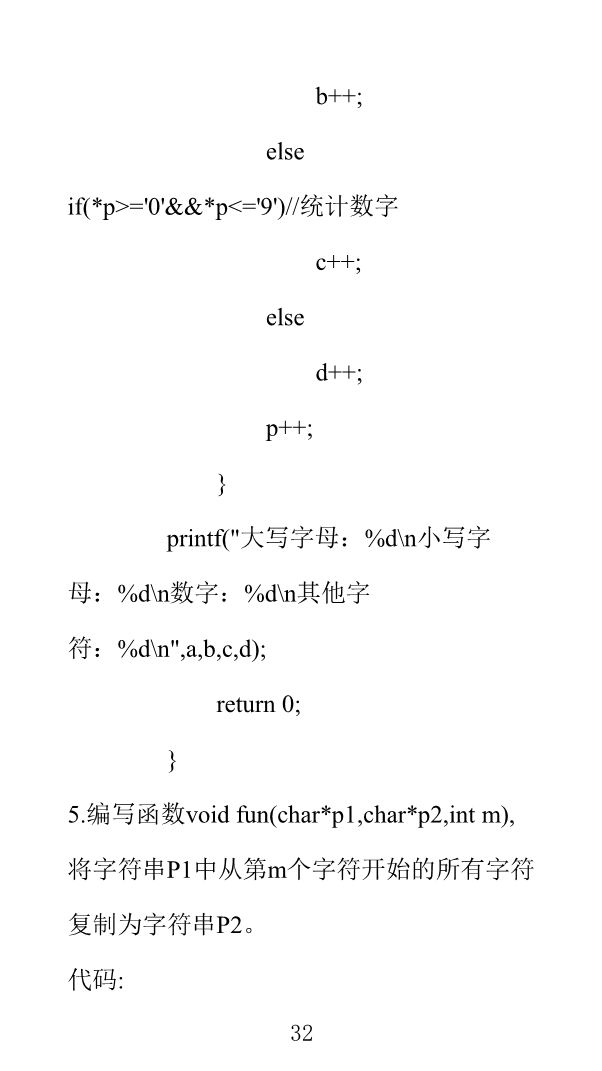 b++;
else
if(*p>='0'&&*p<='9')//统计数字
c++;
else
d++;
p++;
}
printf("大写字母：%d\n小写字
母：%d\n数字：%d\n其他字
符：%d\n",a,b,c,d);
return 0;
}
5.编写函数void fun(char*p1,char*p2,int m),
将字符串P1中从第m个字符开始的所有字符
复制为字符串P2。
代码:
32